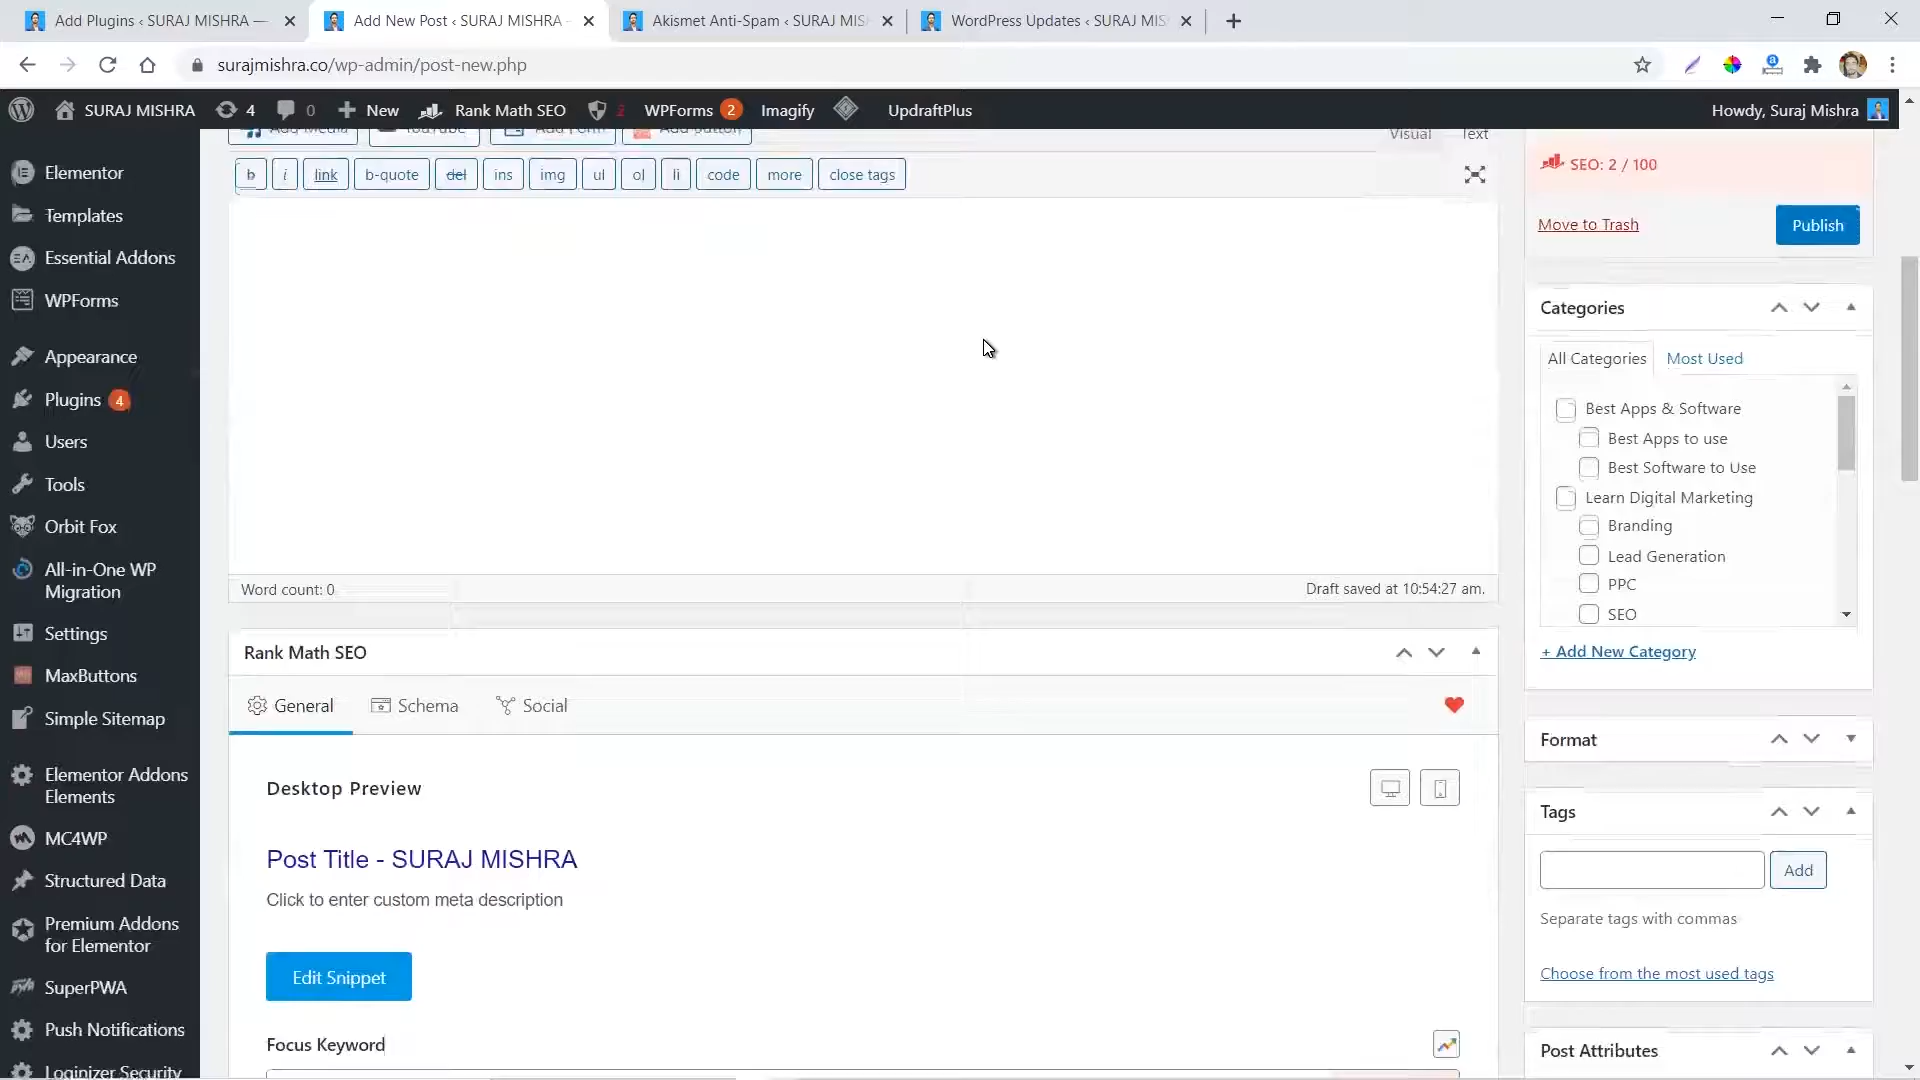 Add Plugins ‹ SURAJ MISHRA —
Add New Post ‹ SURAJ MISHRA
Akismet Anti-Spam ‹ SURAJ MIS
WordPress Updates ‹ SURAJ MIS
surajmishra.co/wp-admin/post-new.php
SURAJ MISHRA 4 0 New Rank Math SEO 2 WPForms 2 Imagify UpdraftPlus Howdy, Suraj Mishra
Elementor
Templates
Essential Addons
WPForms
Appearance
Plugins 4
Users
Tools
Orbit Fox
All-in-One WP
Migration
Settings
MaxButtons
Simple Sitemap
Elementor Addons
Elements
MC4WP
Structured Data
Premium Addons
for Elementor
SuperPWA
Push Notifications
Loginizer Security
Add Media YouTube Add Form Add Button Visual Text
b i link b-quote del ins img ul ol li code more close tags
Word count: 0 Draft saved at 10:54:27 am.
Rank Math SEO
General Schema Social
Desktop Preview
Post Title - SURAJ MISHRA
Click to enter custom meta description
Edit Snippet
Focus Keyword
SEO: 2 / 100
Move to Trash Publish
Categories
All Categories Most Used
Best Apps & Software
Best Apps to use
Best Software to Use
Learn Digital Marketing
Branding
Lead Generation
PPC
SEO
+ Add New Category
Format
Tags
Add
Separate tags with commas
Choose from the most used tags
Post Attributes